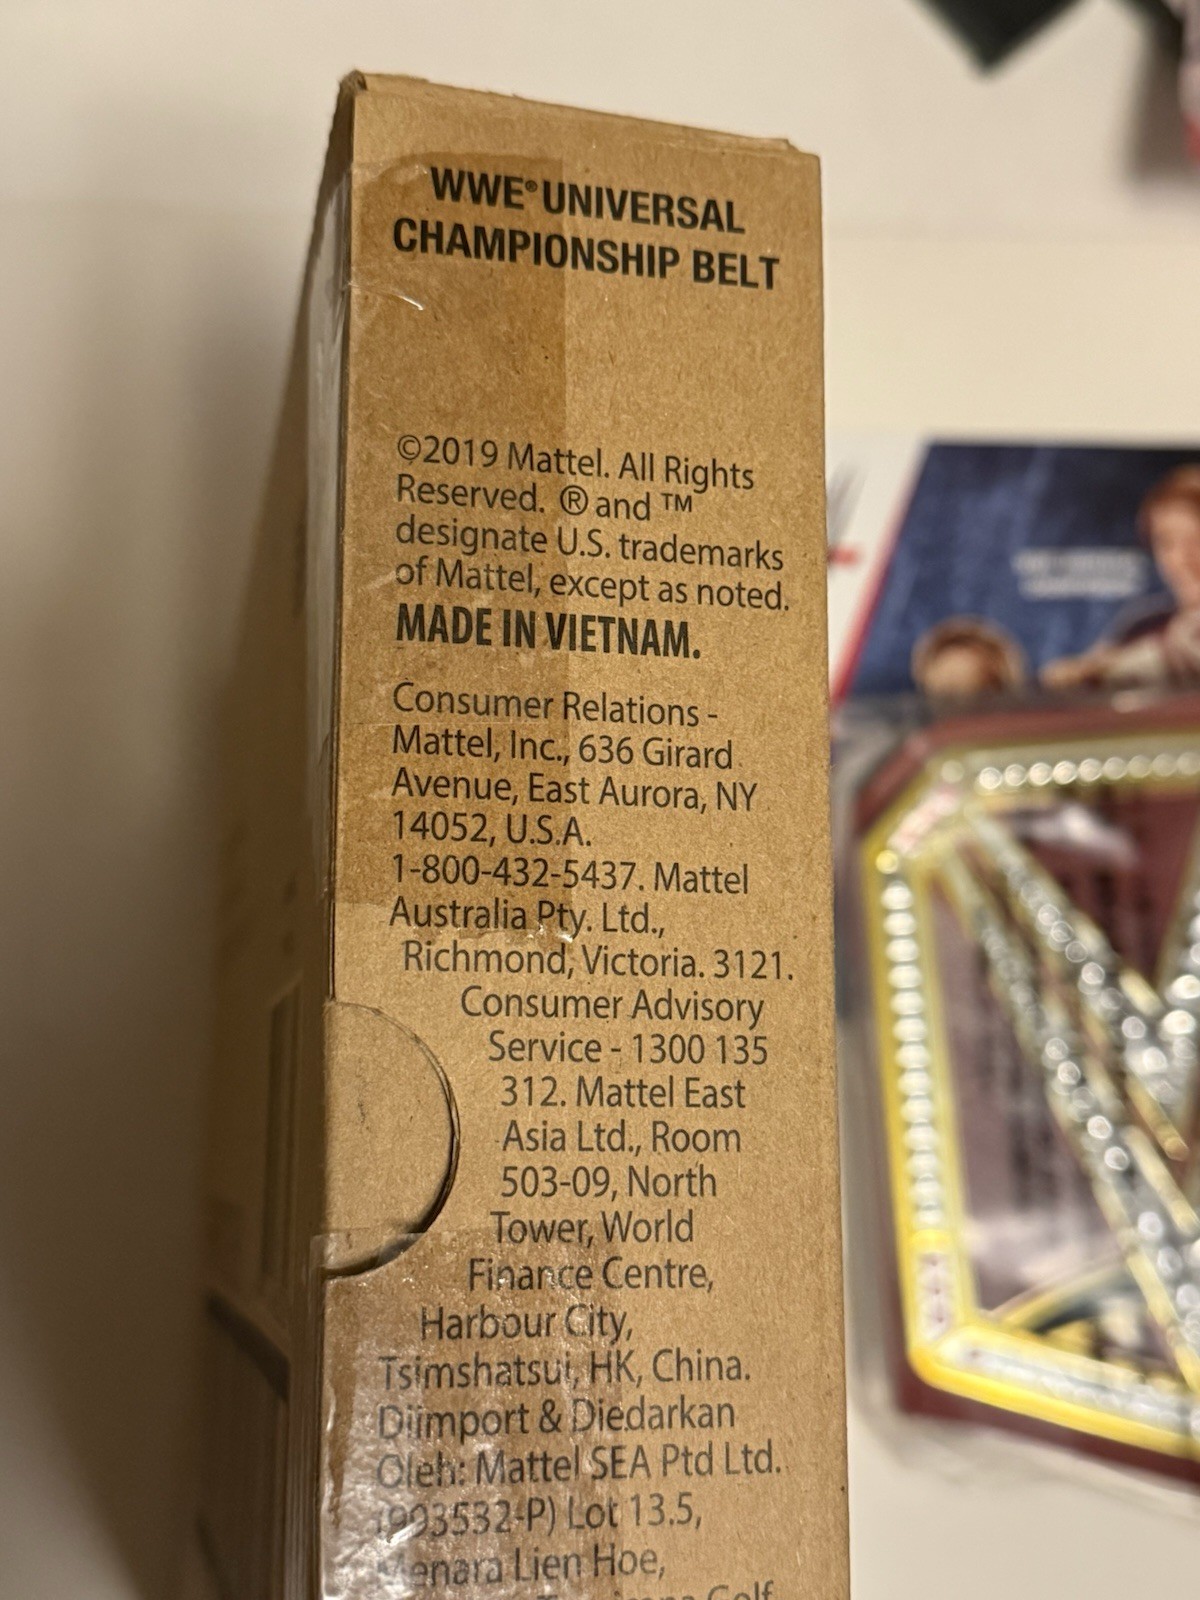 WWE® UNIVERSAL
CHAMPIONSHIP BELT
©2019 Mattel. All Rights
Reserved. ® and ™
designate U.S. trademarks
of Mattel, except as noted.
MADE IN VIETNAM.
Consumer Relations -
Mattel, Inc., 636 Girard
Avenue, East Aurora, NY
14052, U.S.A.
1-800-432-5437. Mattel
Australia Pty. Ltd.,
Richmond, Victoria. 3121.
Consumer Advisory
Service - 1300 135
312. Mattel East
Asia Ltd., Room
503-09, North
Tower, World
Finance Centre,
Harbour City,
Tsimshatsui, HK, China.
Diimport & Diedarkan
Oleh: Mattel SEA Ptd Ltd.
(993532-P) Lot 13.5,
Menara Lien Hoe,
Golf